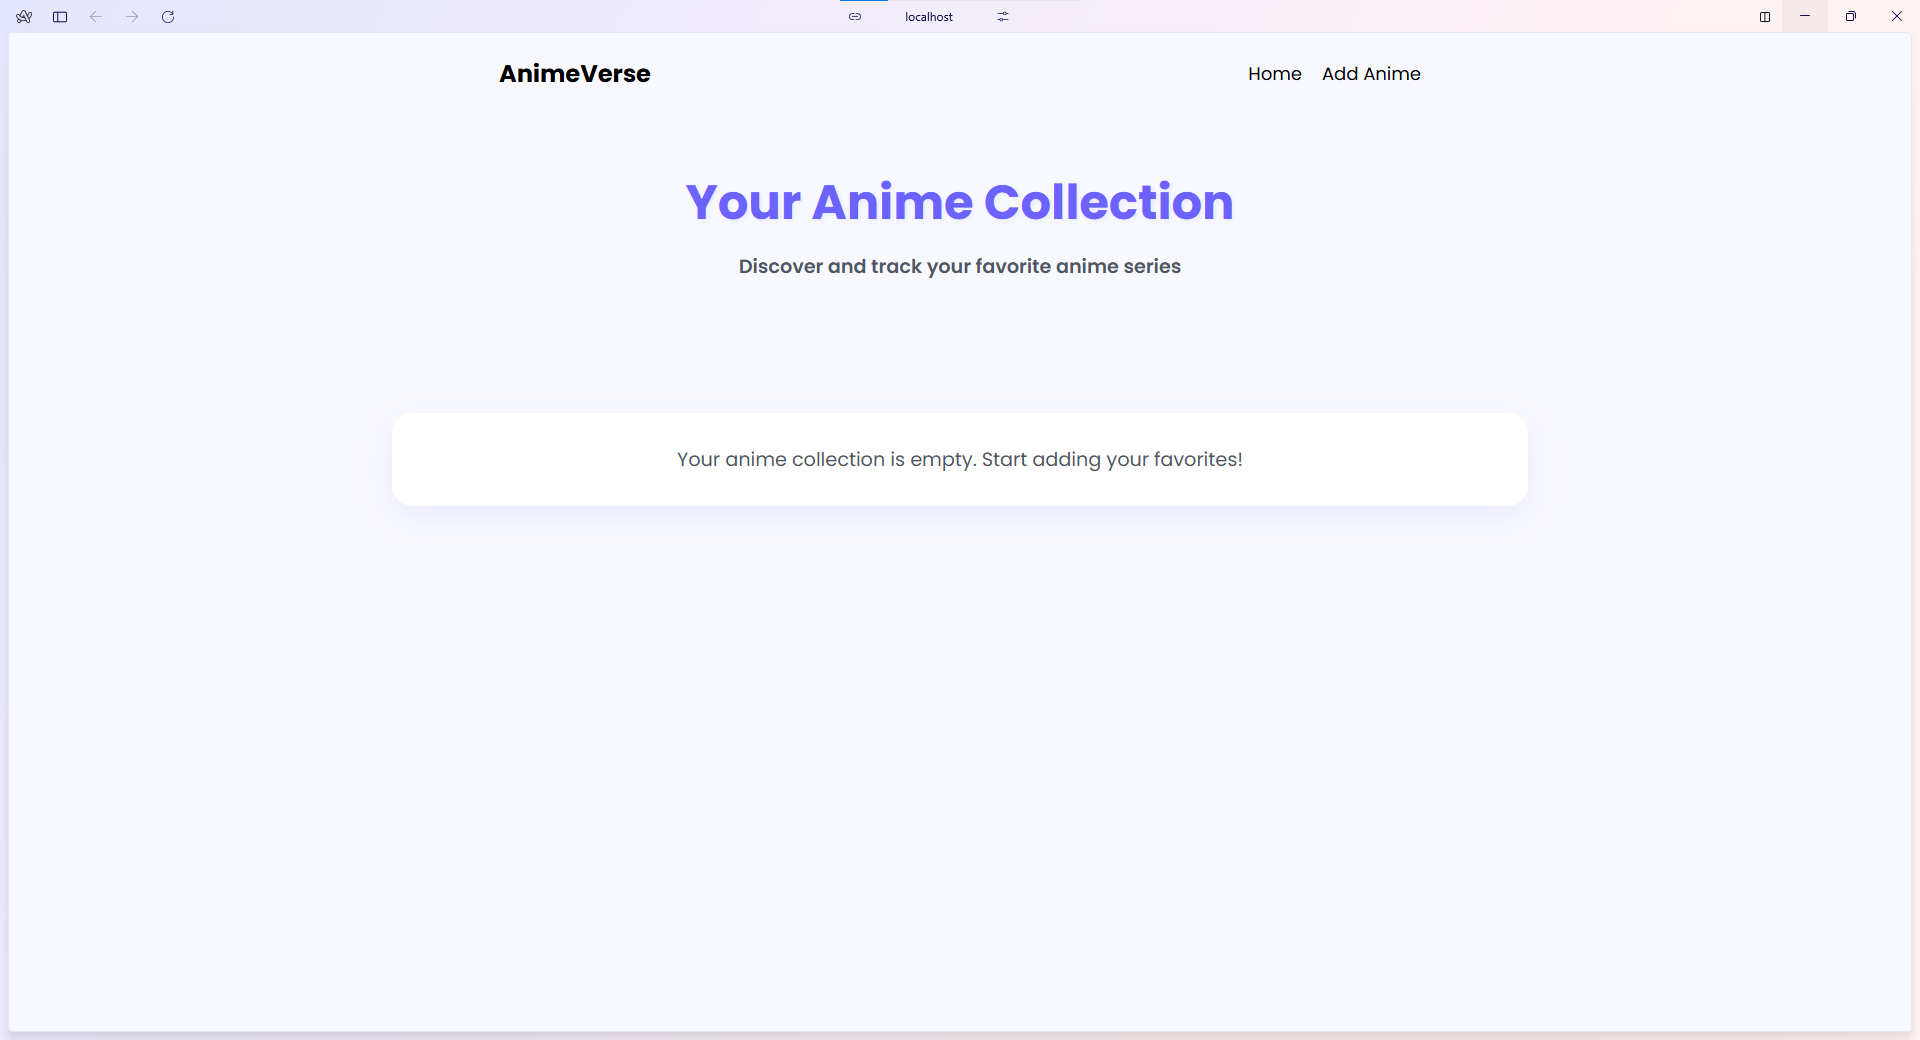 localhost
AnimeVerse
Home Add Anime
Your Anime Collection
Discover and track your favorite anime series
Your anime collection is empty. Start adding your favorites!